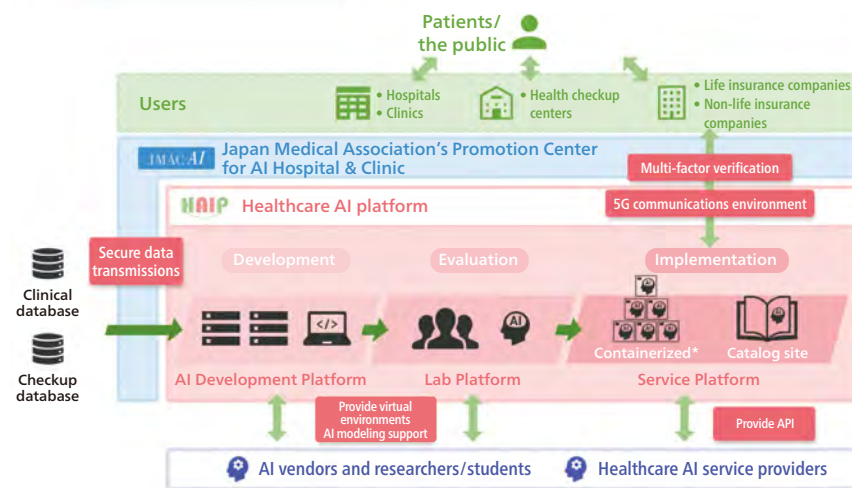 Patients/
the public
Users
• Hospitals
• Clinics
• Health checkup
centers
• Life insurance companies
• Non-life insurance
companies
JMAC AI
Japan Medical Association's Promotion Center
for AI Hospital & Clinic
Multi-factor verification
HAIP
Healthcare AI platform
5G communications environment
Secure data
transmissions
Development
Evaluation
Implementation
Clinical
database
Checkup
database
</>
AI
Containerized*
Catalog site
AI Development Platform
Lab Platform
Service Platform
Provide virtual
environments
AI modeling support
Provide API
AI vendors and researchers/students
Healthcare AI service providers